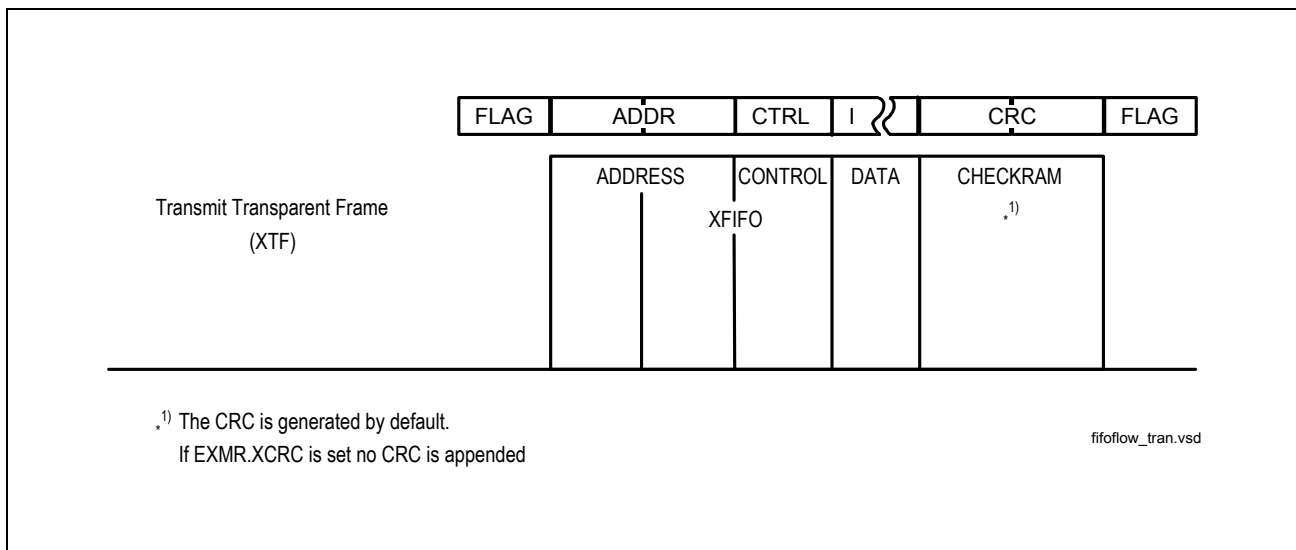 FLAG ADDR CTRL I CRC FLAG
ADDRESS CONTROL DATA CHECKRAM
*1)
XFIFO
Transmit Transparent Frame
(XTF)
*1) The CRC is generated by default.
If EXMR.XCRC is set no CRC is appended
fifoflow_tran.vsd